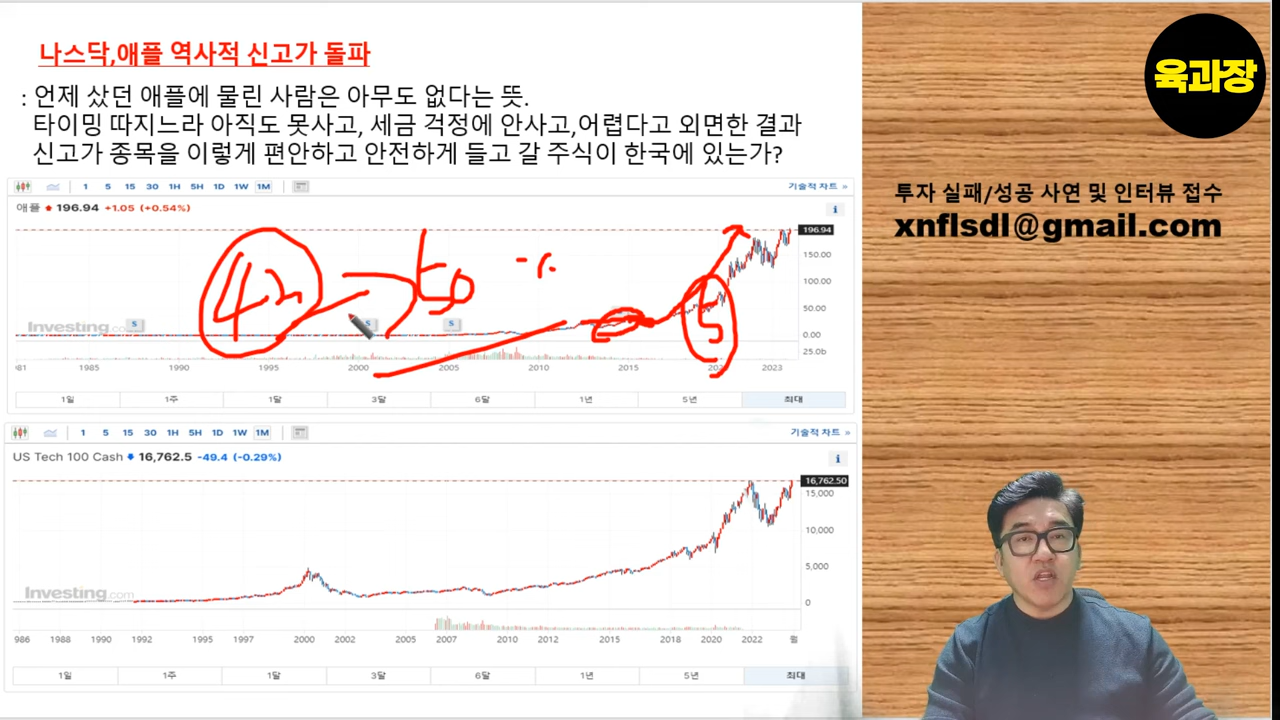 나스닥,애플 역사적 신고가 돌파
: 언제 샀던 애플에 물린 사람은 아무도 없다는 뜻.
타이밍 따지느라 아직도 못사고, 세금 걱정에 안사고,어렵다고 외면한 결과
신고가 종목을 이렇게 편안하고 안전하게 들고 갈 주식이 한국에 있는가?
육과장
투자 실패/성공 사연 및 인터뷰 접수
xnflsdl@gmail.com
1 5 15 30 1H 5H 1D 1W 1M 기술적 차트 »
애플 196.94 +1.05 (+0.54%)
196.94
150.00
100.00
50.00
0.00
25.0b
50
5
Investing
S S S
1985 1990 1995 2000 2005 2010 2015 2023
1일 1주 1달 3달 6달 1년 5년 최대
1 5 15 30 1H 5H 1D 1W 1M 기술적 차트 »
US Tech 100 Cash 16,762.5 -49.4 (-0.29%)
16,762.50
15,000
10,000
5,000
0
Investing.com
986 1988 1990 1992 1995 1997 2000 2002 2005 2007 2010 2012 2015 2018 2020 2022 월
1일 1주 1달 3달 6달 1년 5년 최대